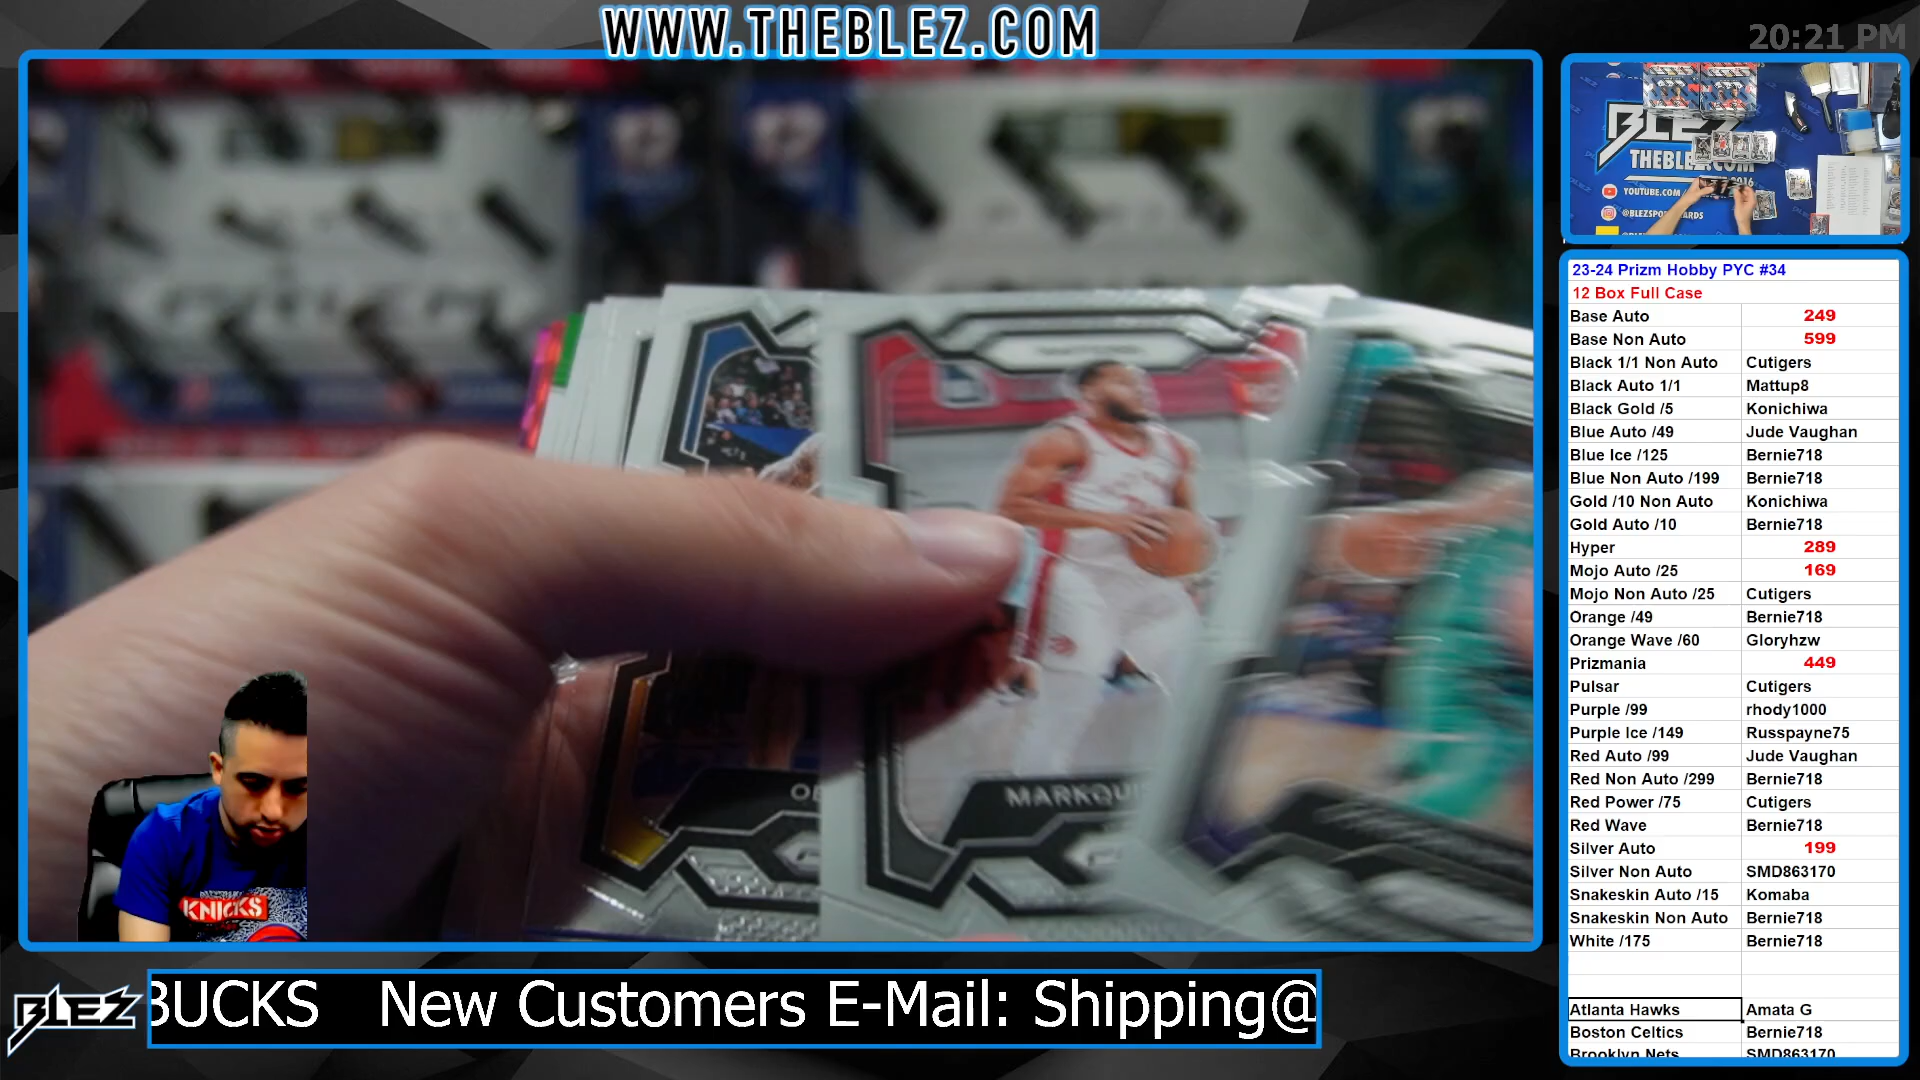 WWW.THEBLEZ.COM
20:21 PM
BLEZ
THEBLEZ.COM
YOUTUBE.COM
23-24 Prizm Hobby PYC #34
12 Box Full Case
Base Auto 249
Base Non Auto 599
Black 1/1 Non Auto Cutigers
Black Auto 1/1 Mattup8
Black Gold /5 Konichiwa
Blue Auto /49 Jude Vaughan
Blue Ice /125 Bernie718
Blue Non Auto /199 Bernie718
Gold /10 Non Auto Konichiwa
Gold Auto /10 Bernie718
Hyper 289
Mojo Auto /25 169
Mojo Non Auto /25 Cutigers
Orange /49 Bernie718
Orange Wave /60 Gloryhzw
Prizmania 449
Pulsar Cutigers
Purple /99 rhody1000
Purple Ice /149 Russpayne75
Red Auto /99 Jude Vaughan
Red Non Auto /299 Bernie718
Red Power /75 Cutigers
Red Wave Bernie718
Silver Auto 199
Silver Non Auto SMD863170
Snakeskin Auto /15 Komaba
Snakeskin Non Auto Bernie718
White /175 Bernie718
Atlanta Hawks Amata G
Boston Celtics Bernie718
Brooklyn Nets SMD863170
MARKQU
KNICKS
BLEZ
BUCKS New Customers E-Mail: Shipping@